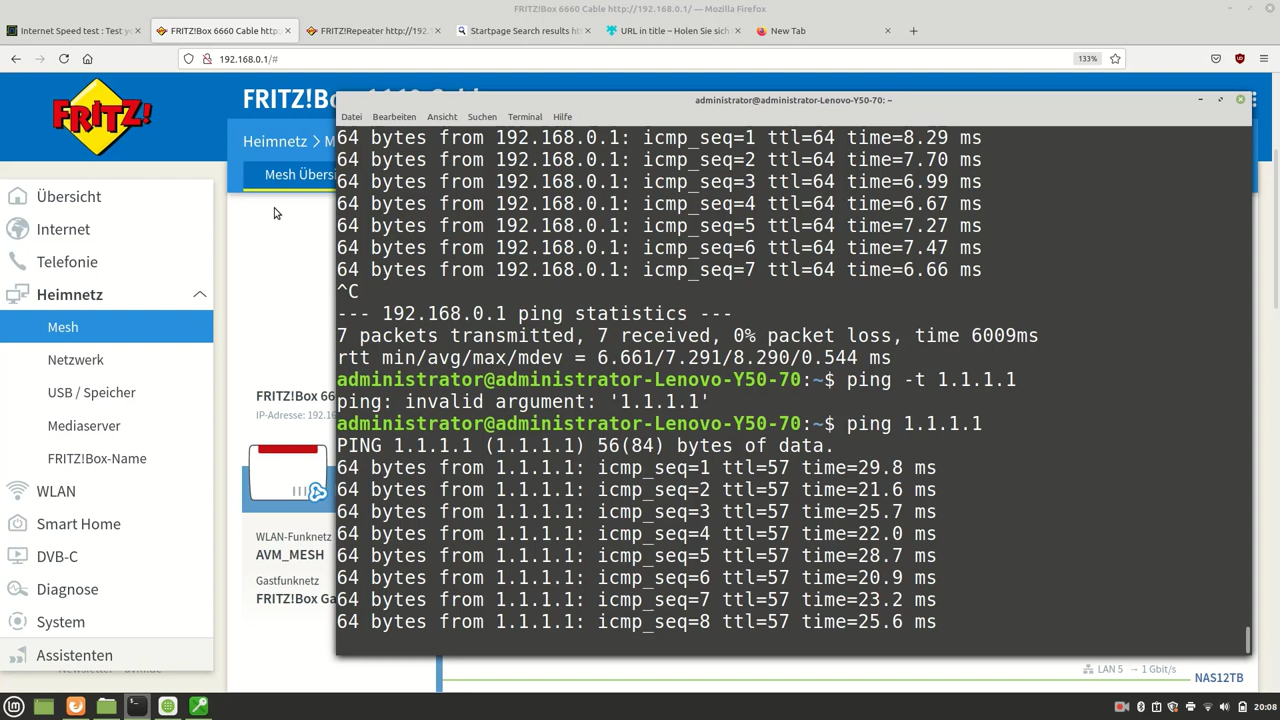 FRITZ!Box 6660 Cable http://192.168.0.1/ — Mozilla Firefox
Internet Speed test : Test yo
FRITZ!Box 6660 Cable http:
FRITZ!Repeater http://192.1
Startpage Search results ht
URL in title – Holen Sie sich
New Tab
192.168.0.1/#
133%
FRITZ!
Übersicht
Internet
Telefonie
Heimnetz
Mesh
Netzwerk
USB / Speicher
Mediaserver
FRITZ!Box-Name
WLAN
Smart Home
DVB-C
Diagnose
System
Assistenten
Heimnetz > M
Mesh Übersi
FRITZ!Box 66
IP-Adresse: 192.16
WLAN-Funknetz
AVM_MESH
Gastfunknetz
FRITZ!Box Ga
administrator@administrator-Lenovo-Y50-70: ~
Datei Bearbeiten Ansicht Suchen Terminal Hilfe
64 bytes from 192.168.0.1: icmp_seq=1 ttl=64 time=8.29 ms
64 bytes from 192.168.0.1: icmp_seq=2 ttl=64 time=7.70 ms
64 bytes from 192.168.0.1: icmp_seq=3 ttl=64 time=6.99 ms
64 bytes from 192.168.0.1: icmp_seq=4 ttl=64 time=6.67 ms
64 bytes from 192.168.0.1: icmp_seq=5 ttl=64 time=7.27 ms
64 bytes from 192.168.0.1: icmp_seq=6 ttl=64 time=7.47 ms
64 bytes from 192.168.0.1: icmp_seq=7 ttl=64 time=6.66 ms
^C
--- 192.168.0.1 ping statistics ---
7 packets transmitted, 7 received, 0% packet loss, time 6009ms
rtt min/avg/max/mdev = 6.661/7.291/8.290/0.544 ms
administrator@administrator-Lenovo-Y50-70:~$ ping -t 1.1.1.1
ping: invalid argument: '1.1.1.1'
administrator@administrator-Lenovo-Y50-70:~$ ping 1.1.1.1
PING 1.1.1.1 (1.1.1.1) 56(84) bytes of data.
64 bytes from 1.1.1.1: icmp_seq=1 ttl=57 time=29.8 ms
64 bytes from 1.1.1.1: icmp_seq=2 ttl=57 time=21.6 ms
64 bytes from 1.1.1.1: icmp_seq=3 ttl=57 time=25.7 ms
64 bytes from 1.1.1.1: icmp_seq=4 ttl=57 time=22.0 ms
64 bytes from 1.1.1.1: icmp_seq=5 ttl=57 time=28.7 ms
64 bytes from 1.1.1.1: icmp_seq=6 ttl=57 time=20.9 ms
64 bytes from 1.1.1.1: icmp_seq=7 ttl=57 time=23.2 ms
64 bytes from 1.1.1.1: icmp_seq=8 ttl=57 time=25.6 ms
LAN 5 → 1 Gbit/s
NAS12TB
20:08